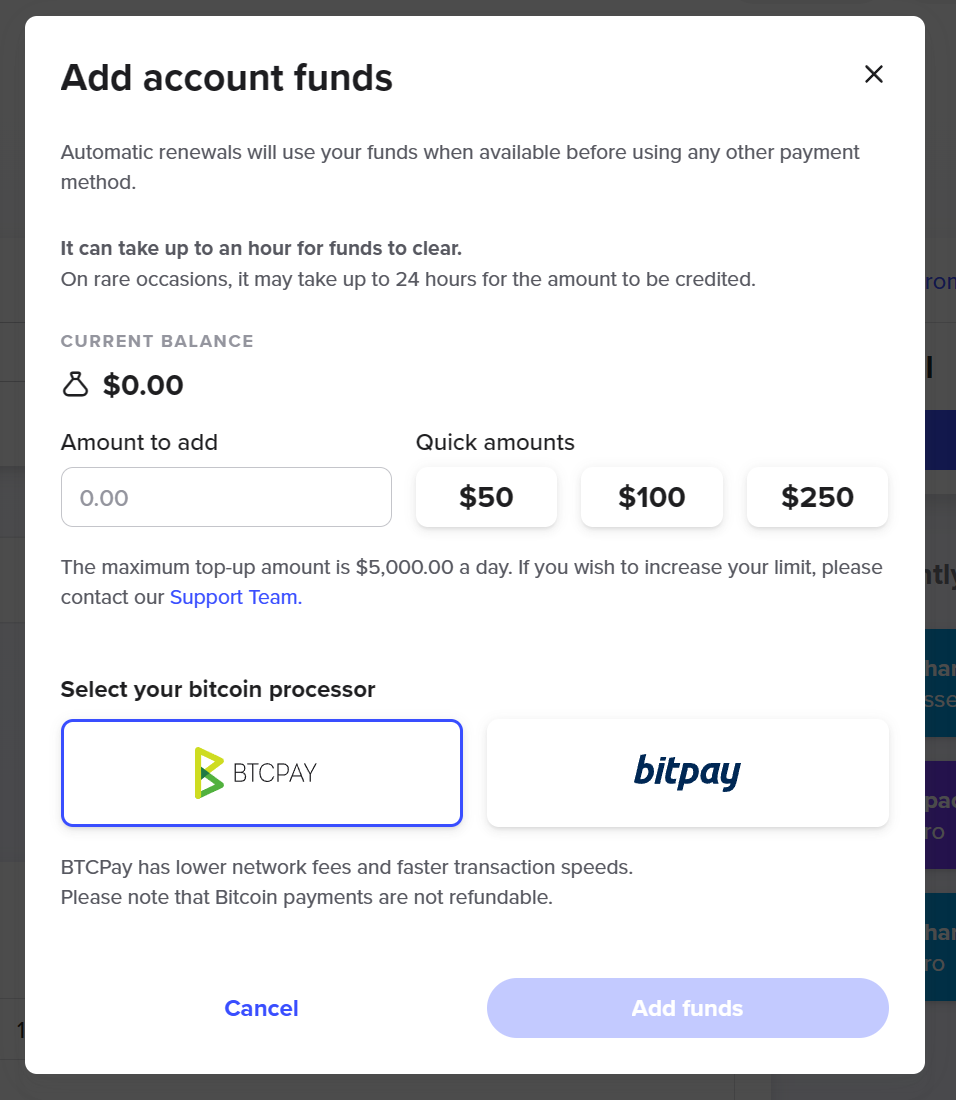 Add account funds
Automatic renewals will use your funds when available before using any other payment
method.
It can take up to an hour for funds to clear.
On rare occasions, it may take up to 24 hours for the amount to be credited.
CURRENT BALANCE
$0.00
Amount to add
Quick amounts
0.00
$50
$100
$250
The maximum top-up amount is $5,000.00 a day. If you wish to increase your limit, please
contact our Support Team.
Select your bitcoin processor
BTCPAY
bitpay
BTCPay has lower network fees and faster transaction speeds.
Please note that Bitcoin payments are not refundable.
Cancel
Add funds